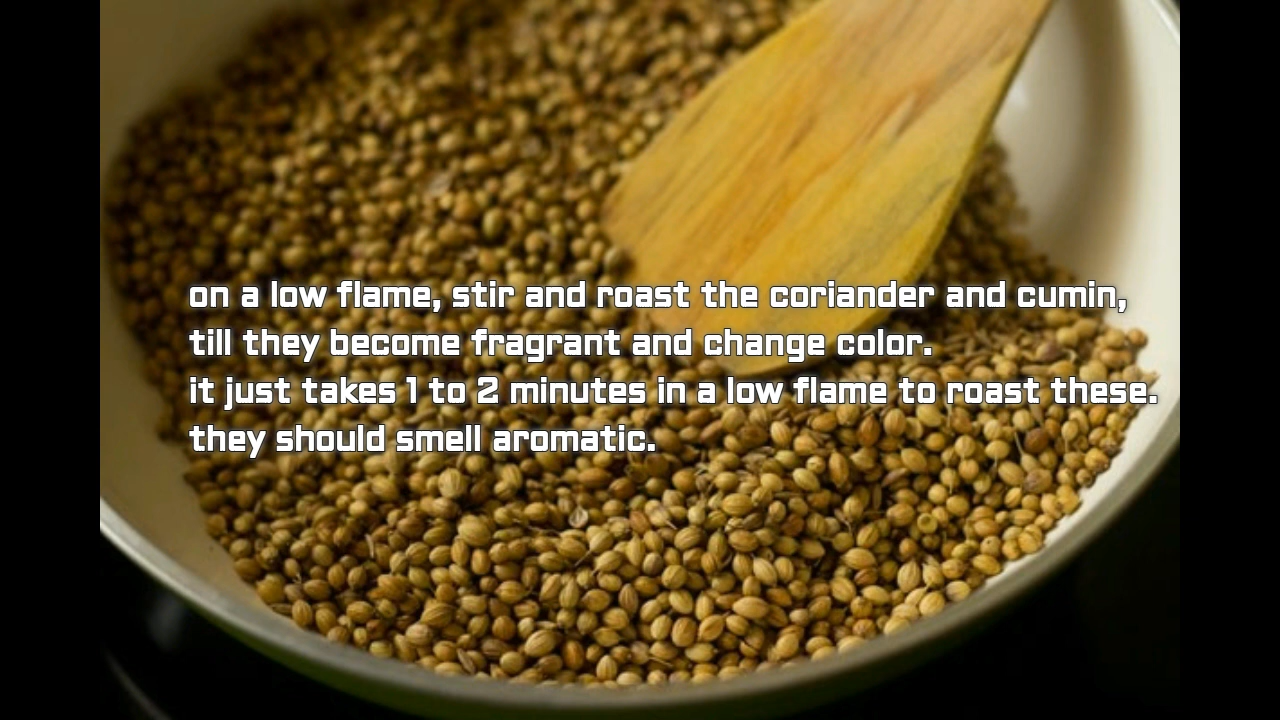 on a low flame, stir and roast the coriander and cumin,
till they become fragrant and change color.
it just takes 1 to 2 minutes in a low flame to roast these.
they should smell aromatic.